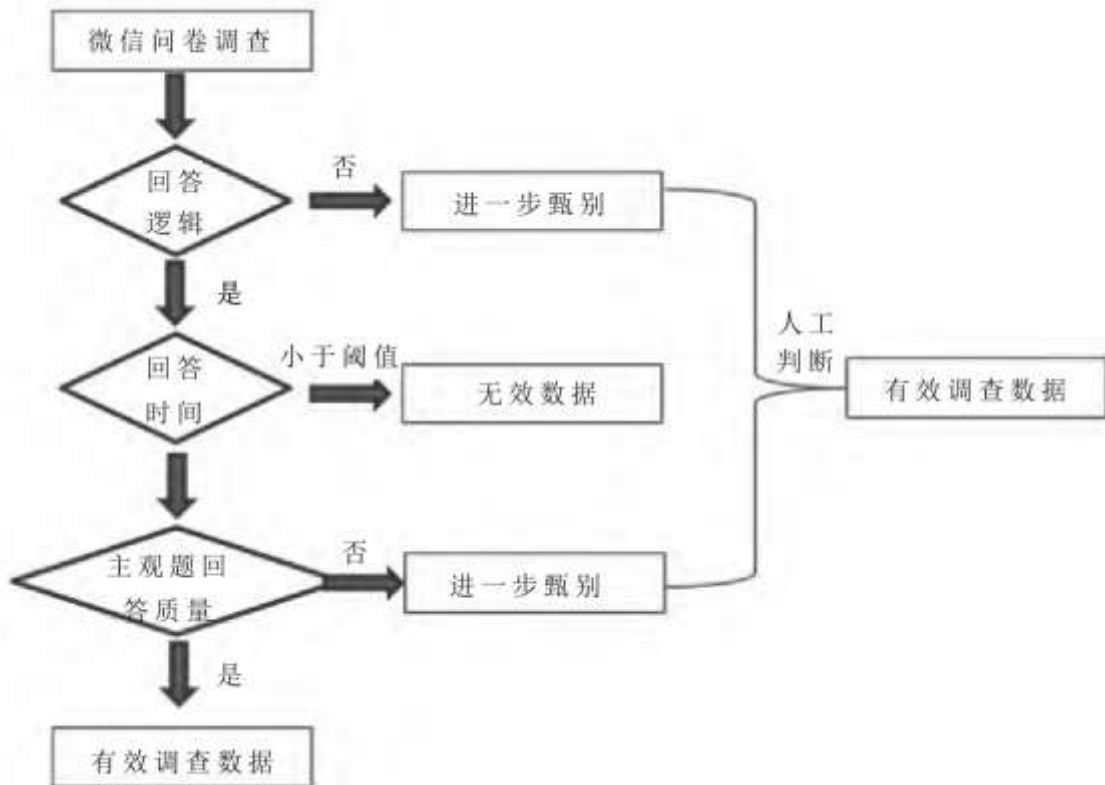 微信问卷调查
回答
逻辑
否
进一步甄别
是
人工
判断
回答
时间
小于阈值
无效数据
有效调查数据
主观题回
答质量
否
进一步甄别
是
有效调查数据